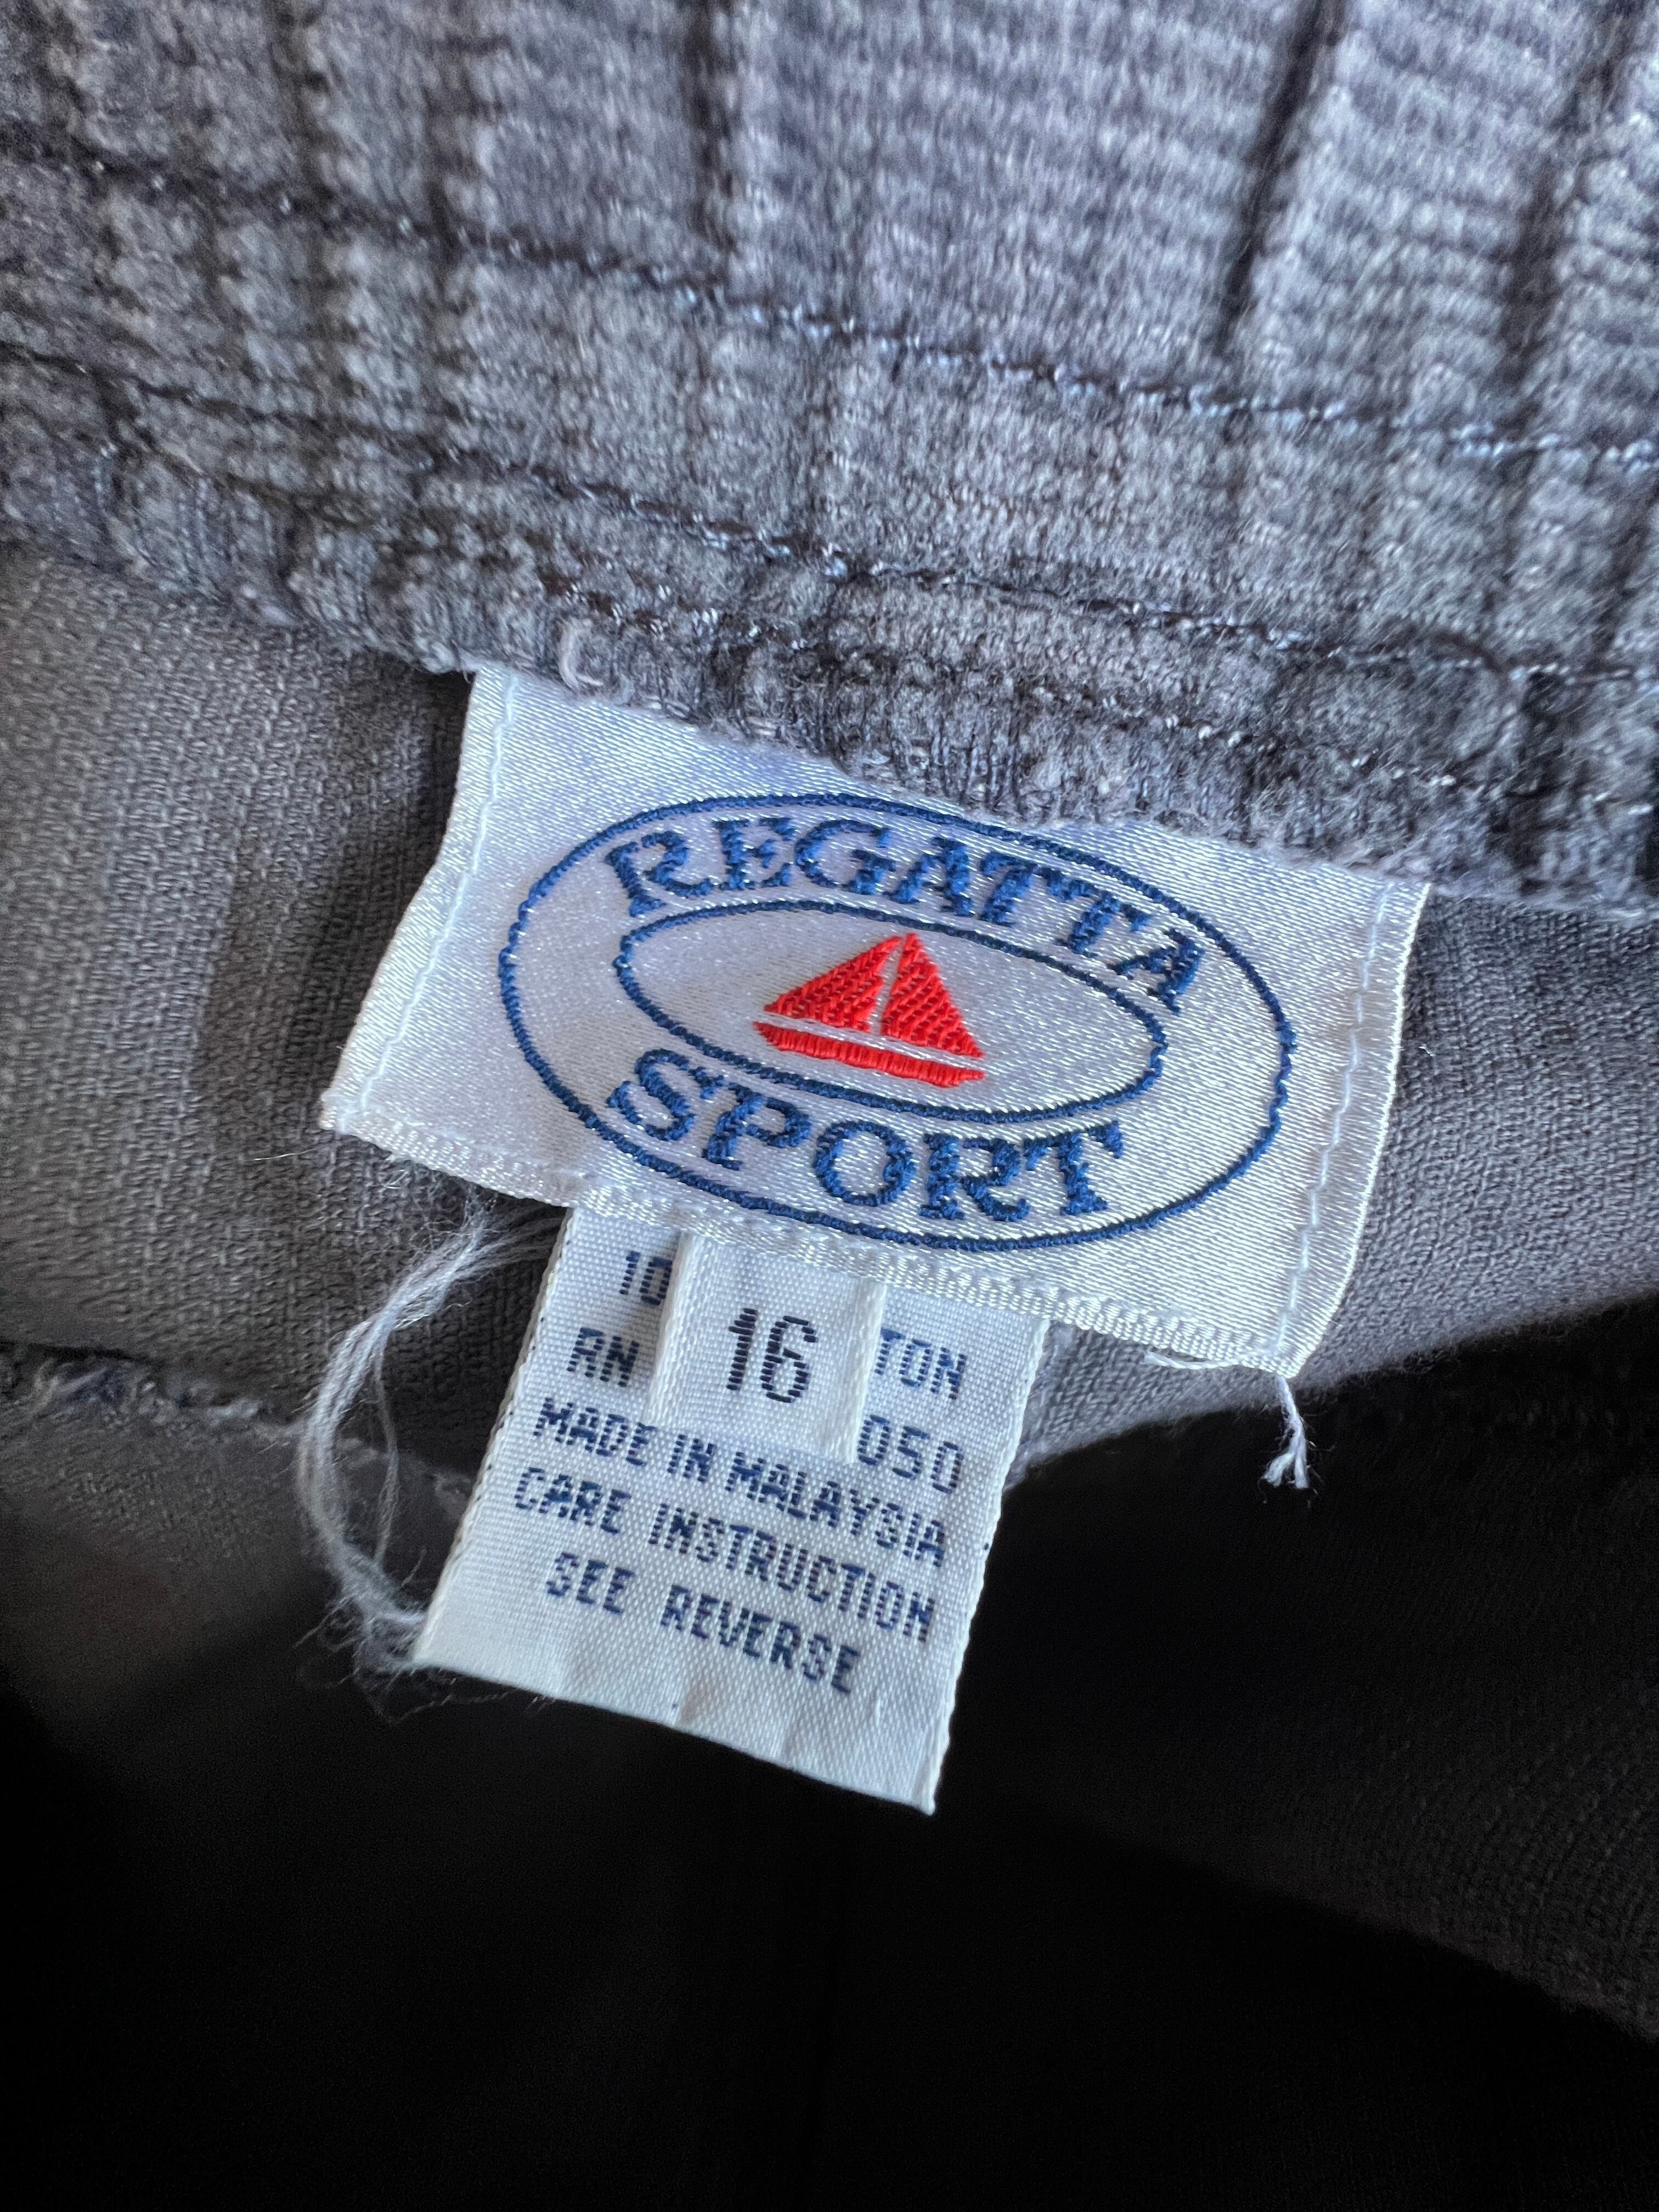 REGATTA
SPORT
16
10 TON
RN 050
MADE IN MALAYSIA
CARE INSTRUCTION
SEE REVERSE